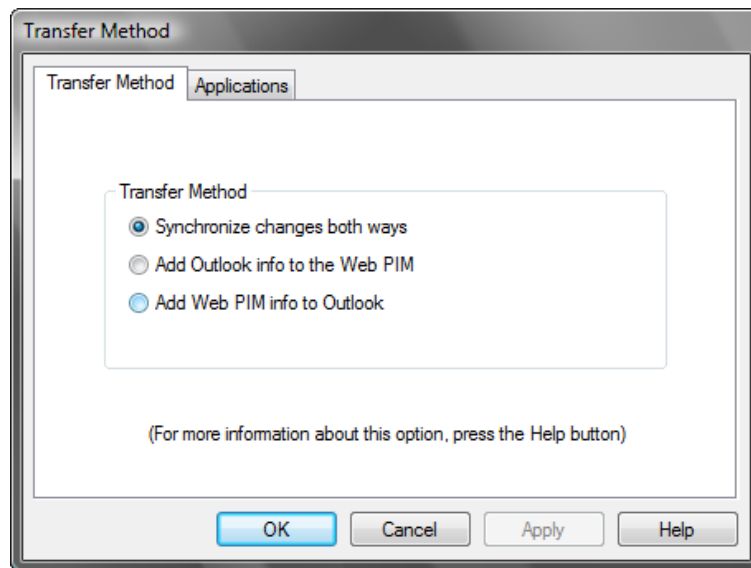 Transfer Method
Transfer Method Applications
Transfer Method
Synchronize changes both ways
Add Outlook info to the Web PIM
Add Web PIM info to Outlook
(For more information about this option, press the Help button)
OK Cancel Apply Help